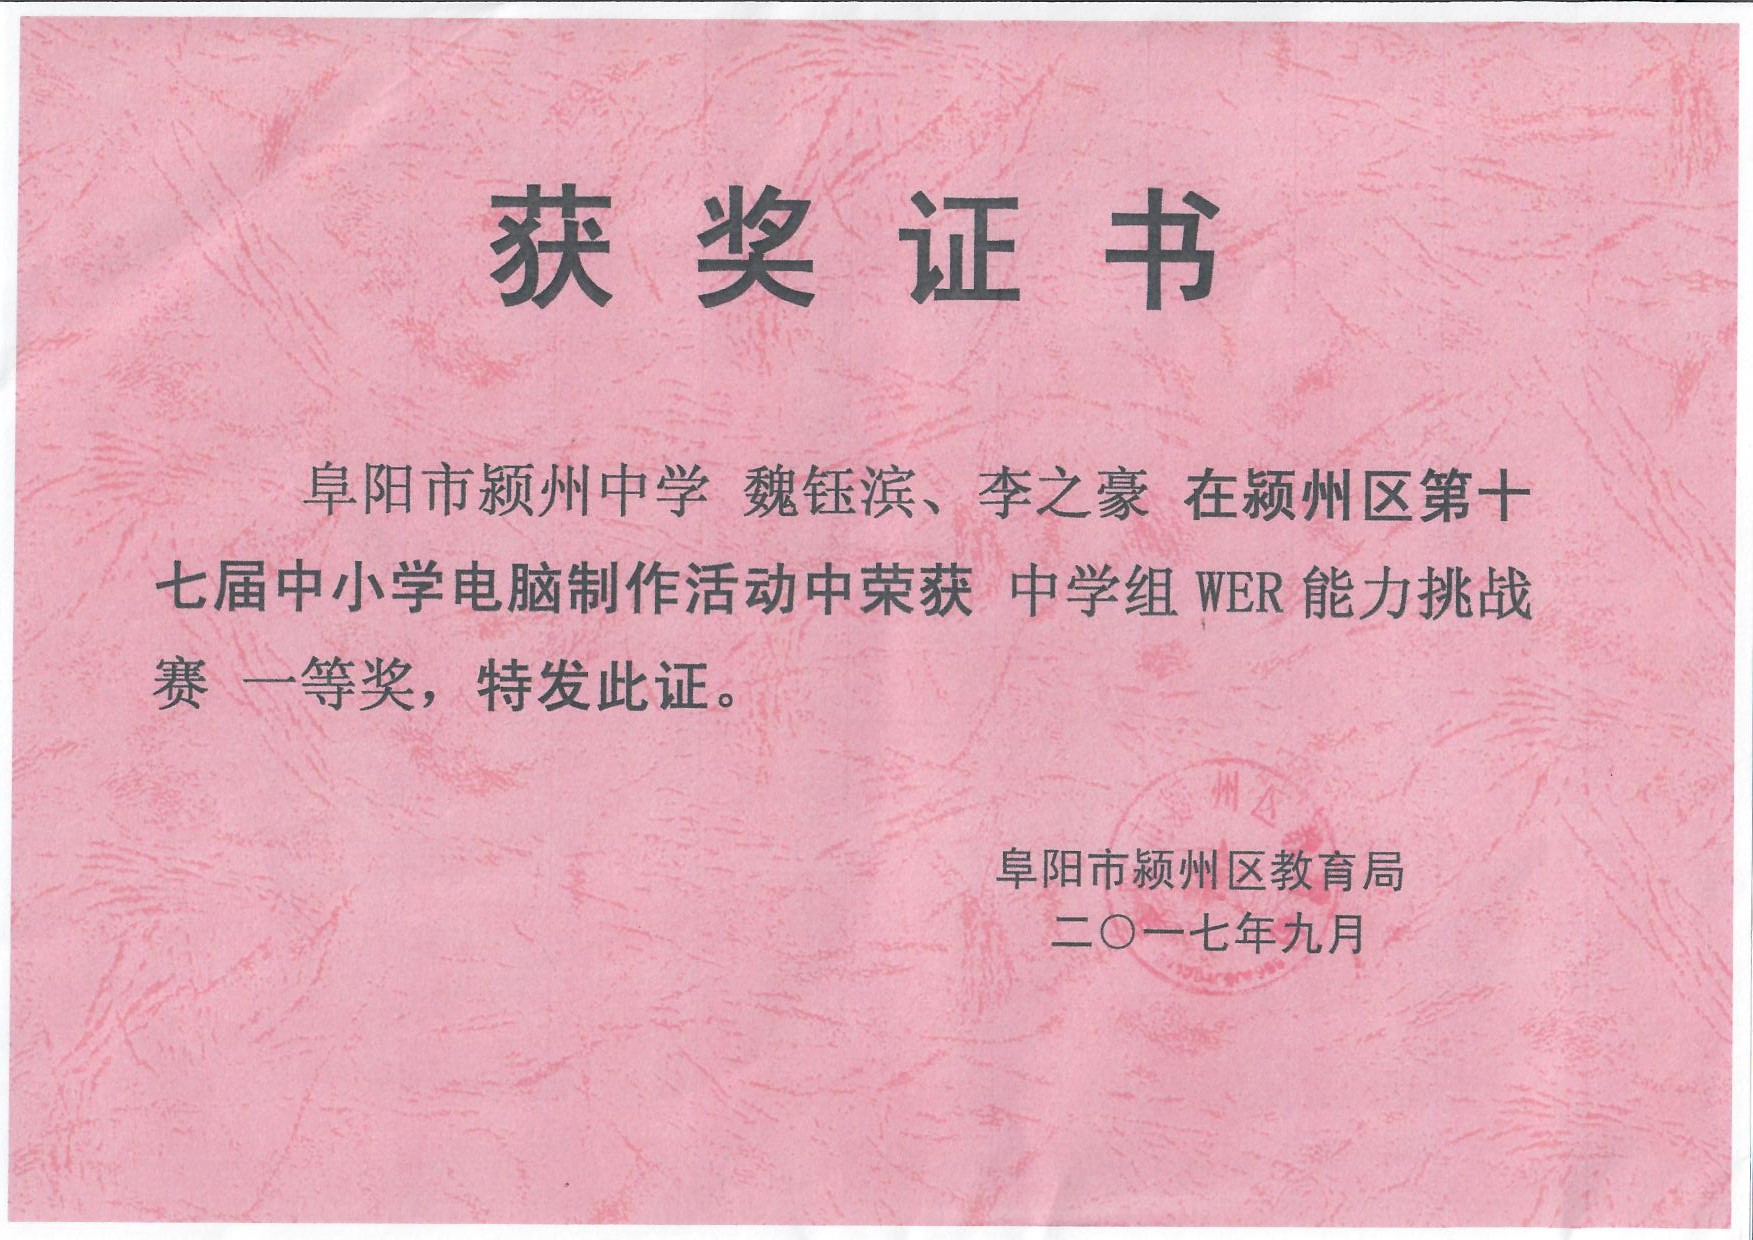 获奖证书
阜阳市颍州中学 魏钰滨、李之豪 在颍州区第十
七届中小学电脑制作活动中荣获 中学组 WER 能力挑战
赛 一等奖，特发此证。
州
阜阳市颍州区教育局
二〇一七年九月